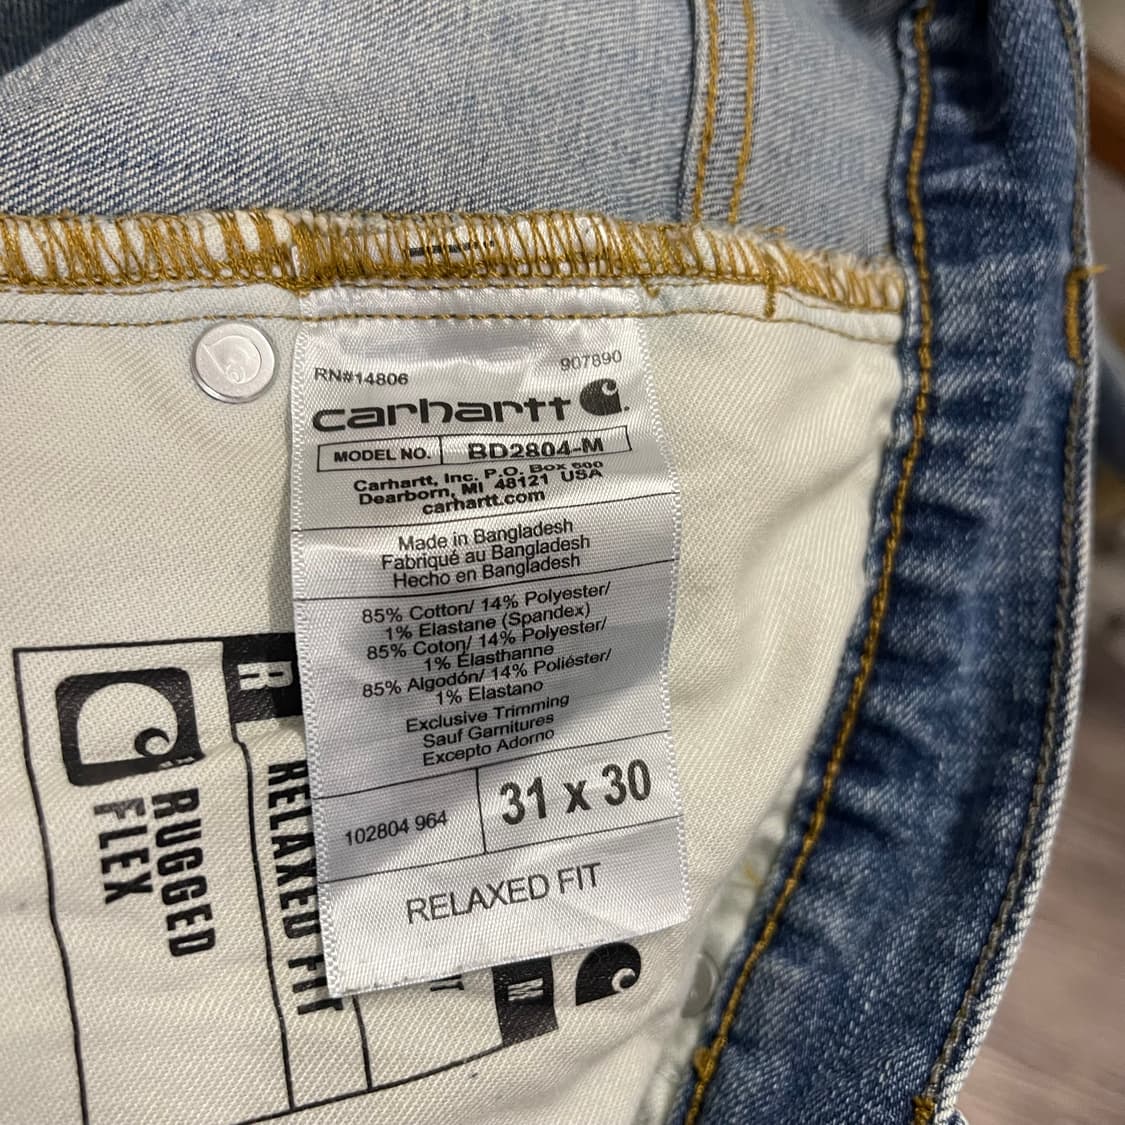 RN#14806
907890
carhartt
MODEL NO. BD2804-M
Carhartt, Inc. P.O. Box 500
Dearborn, MI 48121 USA
carhartt.com
Made in Bangladesh
Fabriqué au Bangladesh
Hecho en Bangladesh
85% Cotton/ 14% Polyester/
1% Elastane (Spandex)
85% Coton/ 14% Polyester/
1% Élasthanne
85% Algodón/ 14% Poliéster/
1% Elastano
Exclusive Trimming
Sauf Garnitures
Excepto Adorno
102804 964
31 x 30
RELAXED FIT
RUGGED
FLEX
R
RELAXED FIT